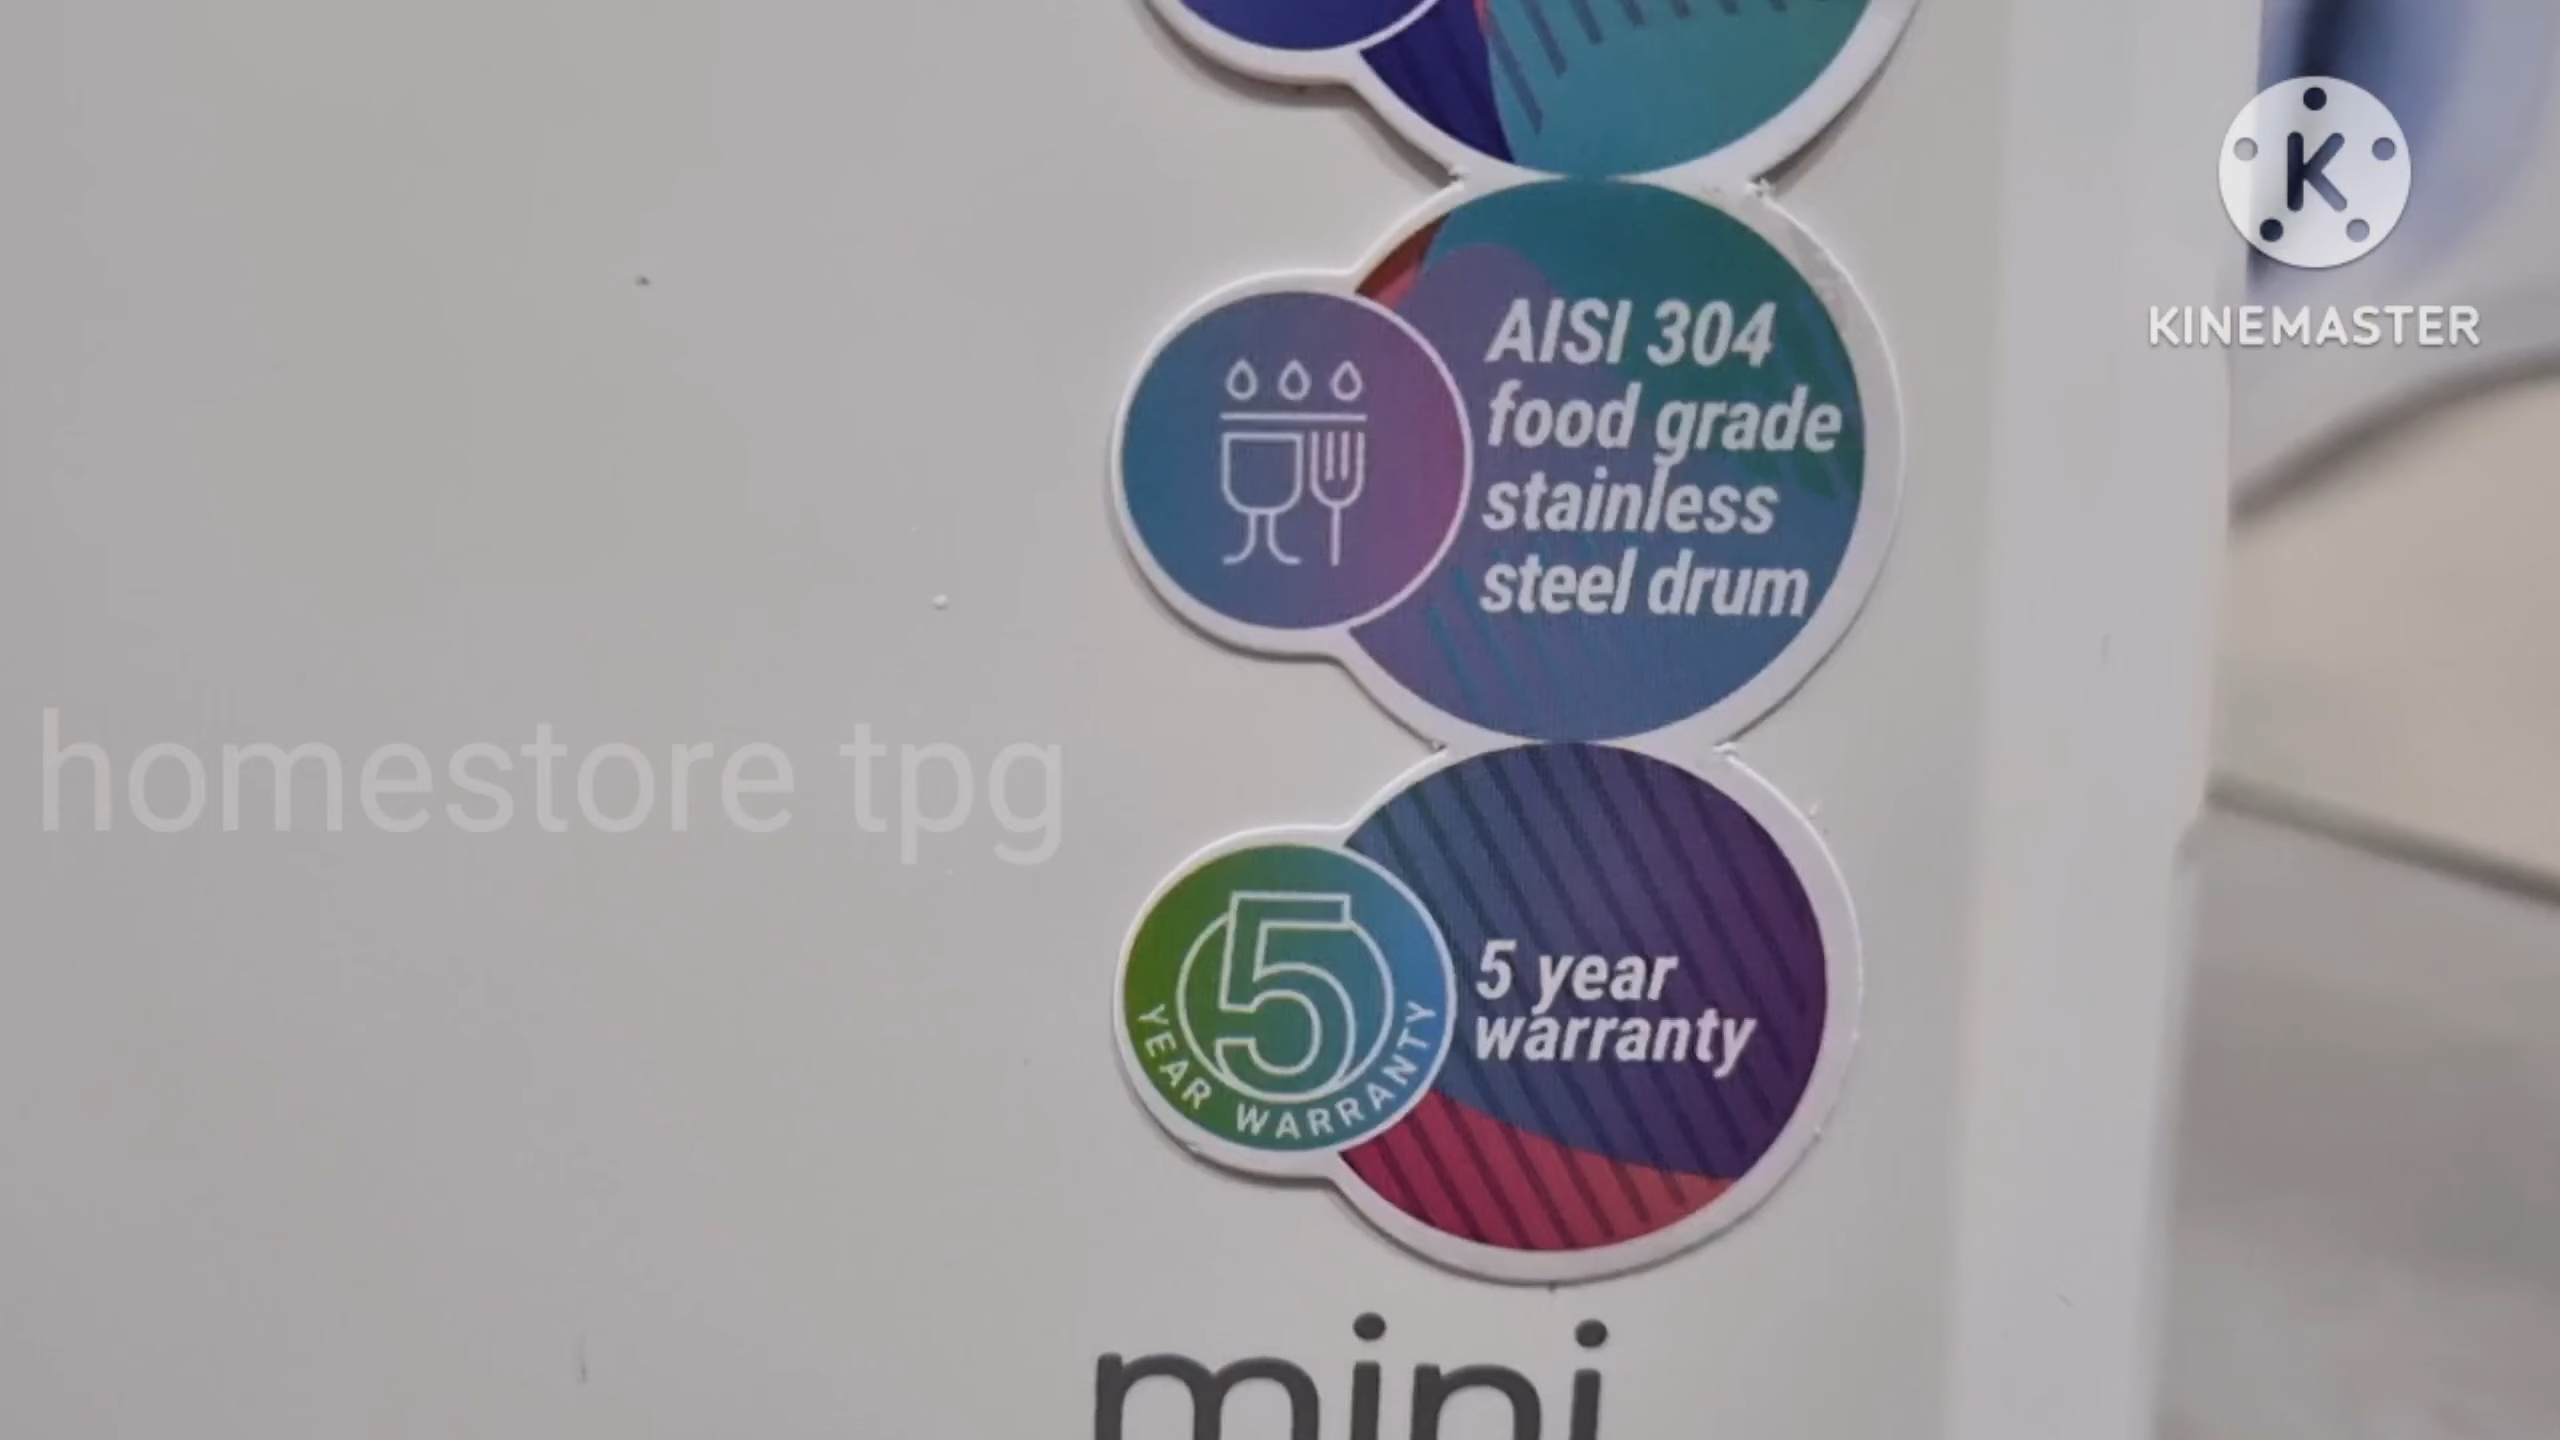 K
KINEMASTER
AISI 304
food grade
stainless
steel drum
homestore tpg
5
YEAR WARRANTY
5 year
warranty
mini